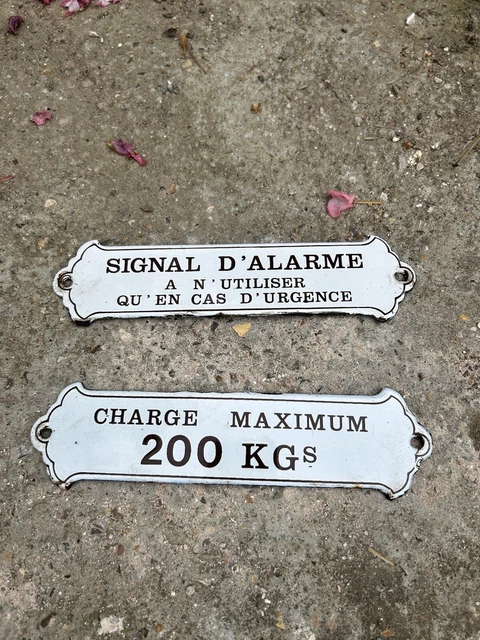 SIGNAL D'ALARME
A N'UTILISER
QU'EN CAS D'URGENCE
CHARGE MAXIMUM
200 KGs